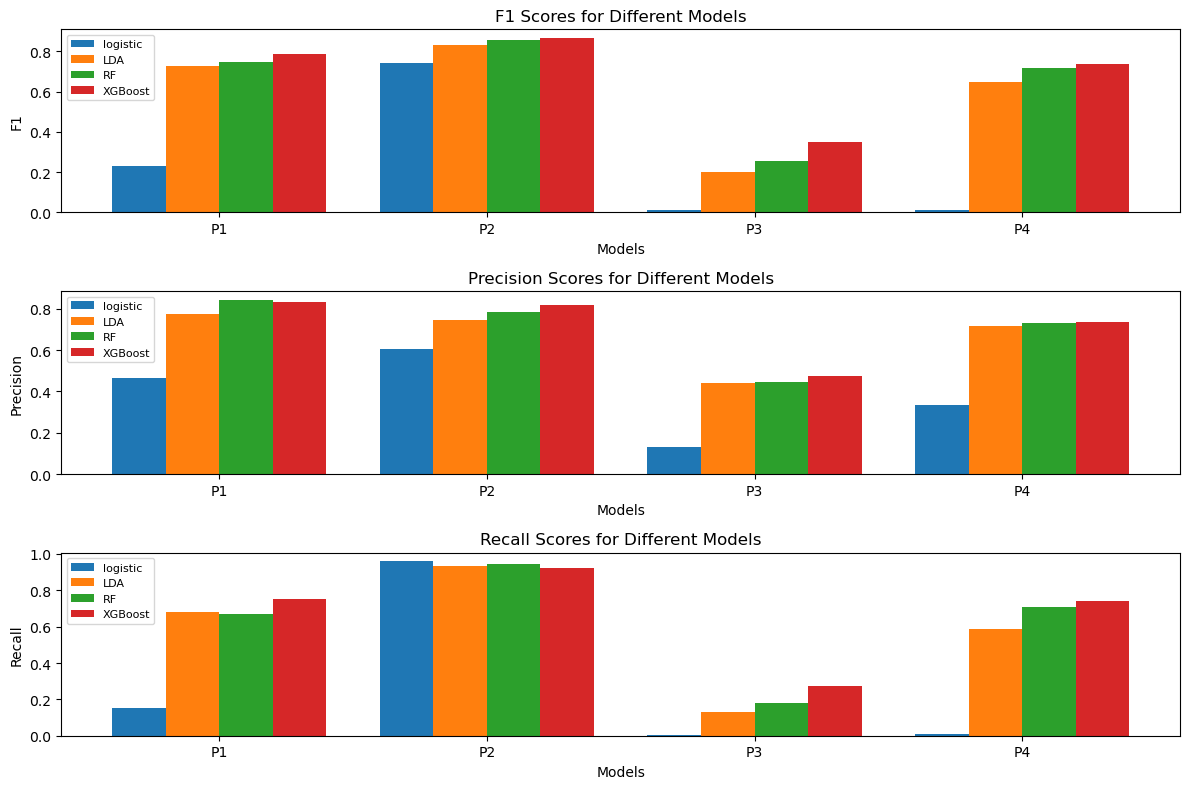 F1 Scores for Different Models
logistic
LDA
RF
XGBoost
F1
0.8
0.6
0.4
0.2
0.0
P1 P2 P3 P4
Models
Precision Scores for Different Models
logistic
LDA
RF
XGBoost
Precision
0.8
0.6
0.4
0.2
0.0
P1 P2 P3 P4
Models
Recall Scores for Different Models
logistic
LDA
RF
XGBoost
Recall
1.0
0.8
0.6
0.4
0.2
0.0
P1 P2 P3 P4
Models